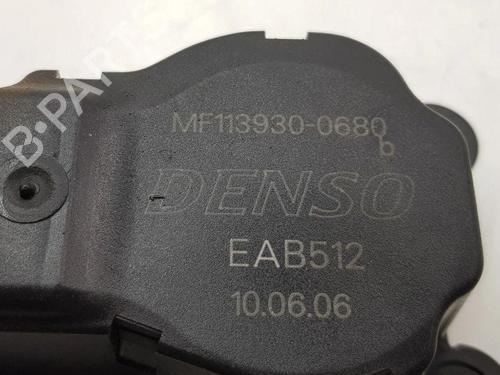 B-PARTS
MF113930-0680
b
DENSO
EAB512
10.06.06